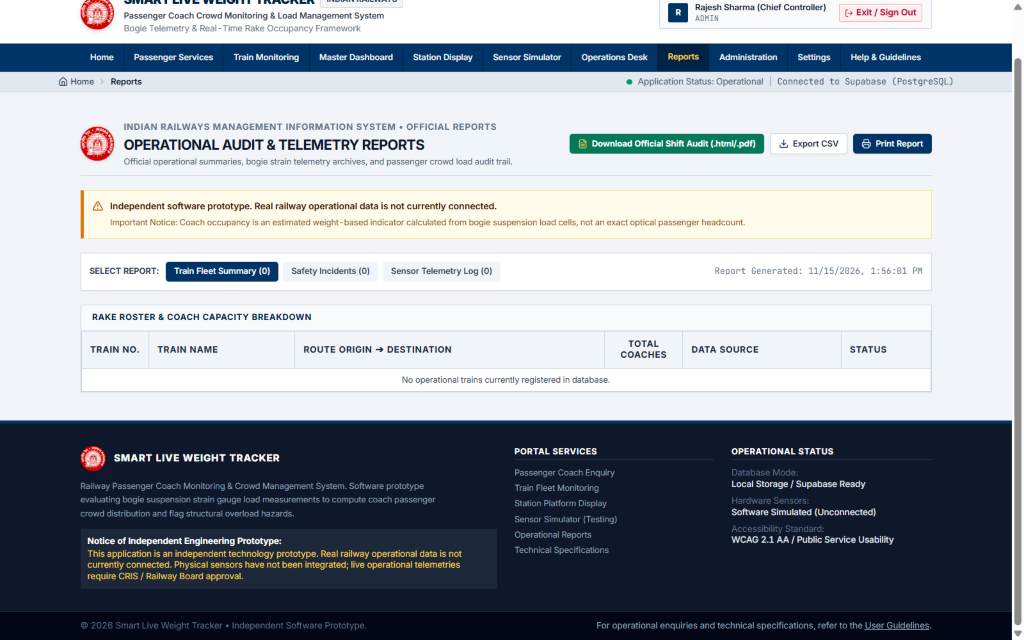 SMART LIVE WEIGHT TRACKER INDIAN RAILWAYS
Passenger Coach Crowd Monitoring & Load Management System
Bogie Telemetry & Real-Time Rake Occupancy Framework
R
Rajesh Sharma (Chief Controller)
ADMIN
Exit / Sign Out
Home Passenger Services Train Monitoring Master Dashboard Station Display Sensor Simulator Operations Desk Reports Administration Settings Help & Guidelines
Home > Reports
Application Status: Operational | Connected to Supabase (PostgreSQL)
INDIAN RAILWAYS MANAGEMENT INFORMATION SYSTEM • OFFICIAL REPORTS
OPERATIONAL AUDIT & TELEMETRY REPORTS
Official operational summaries, bogie strain telemetry archives, and passenger crowd load audit trail.
Download Official Shift Audit (.html/.pdf) Export CSV Print Report
Independent software prototype. Real railway operational data is not currently connected.
Important Notice: Coach occupancy is an estimated weight-based indicator calculated from bogie suspension load cells, not an exact optical passenger headcount.
SELECT REPORT: Train Fleet Summary (0) Safety Incidents (0) Sensor Telemetry Log (0) Report Generated: 11/15/2026, 1:56:01 PM
RAKE ROSTER & COACH CAPACITY BREAKDOWN
TRAIN NO. TRAIN NAME ROUTE ORIGIN ➔ DESTINATION TOTAL COACHES DATA SOURCE STATUS
No operational trains currently registered in database.
SMART LIVE WEIGHT TRACKER
Railway Passenger Coach Monitoring & Crowd Management System. Software prototype
evaluating bogie suspension strain gauge load measurements to compute coach passenger
crowd distribution and flag structural overload hazards.
Notice of Independent Engineering Prototype:
This application is an independent technology prototype. Real railway operational data is not
currently connected. Physical sensors have not been integrated; live operational telemetries
require CRIS / Railway Board approval.
PORTAL SERVICES
Passenger Coach Enquiry
Train Fleet Monitoring
Station Platform Display
Sensor Simulator (Testing)
Operational Reports
Technical Specifications
OPERATIONAL STATUS
Database Mode:
Local Storage / Supabase Ready
Hardware Sensors:
Software Simulated (Unconnected)
Accessibility Standard:
WCAG 2.1 AA / Public Service Usability
© 2026 Smart Live Weight Tracker • Independent Software Prototype.
For operational enquiries and technical specifications, refer to the User Guidelines.